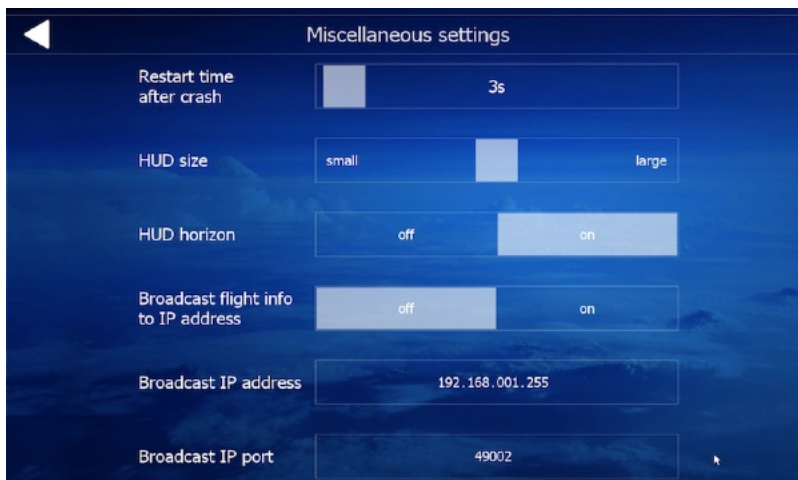 Miscellaneous settings
Restart time
after crash
3s
HUD size
small
large
HUD horizon
off
on
Broadcast flight info
to IP address
off
on
Broadcast IP address
192.168.001.255
Broadcast IP port
49002